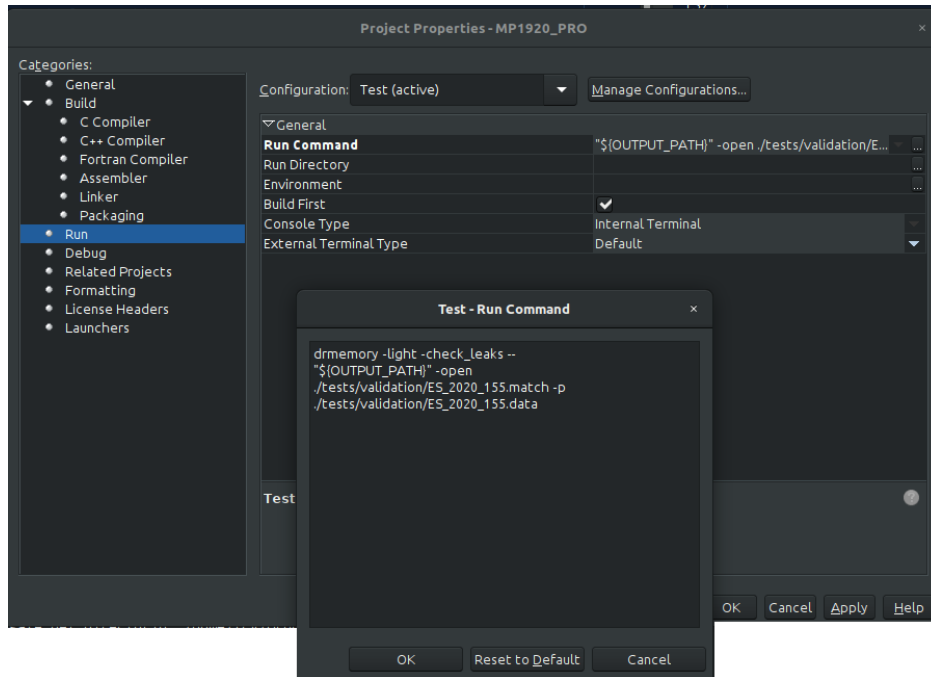 Project Properties - MP1920_PRO
Categories:
General
Build
C Compiler
C++ Compiler
Fortran Compiler
Assembler
Linker
Packaging
Run
Debug
Related Projects
Formatting
License Headers
Launchers
Configuration: Test (active) Manage Configurations...
General
Run Command "${OUTPUT_PATH}" -open ./tests/validation/E... ...
Run Directory ...
Environment ...
Build First
Console Type Internal Terminal
External Terminal Type Default
Test - Run Command
drmemory -light -check_leaks --
"${OUTPUT_PATH}" -open
./tests/validation/ES_2020_155.match -p
./tests/validation/ES_2020_155.data
Test
OK Cancel Apply Help
OK Reset to Default Cancel